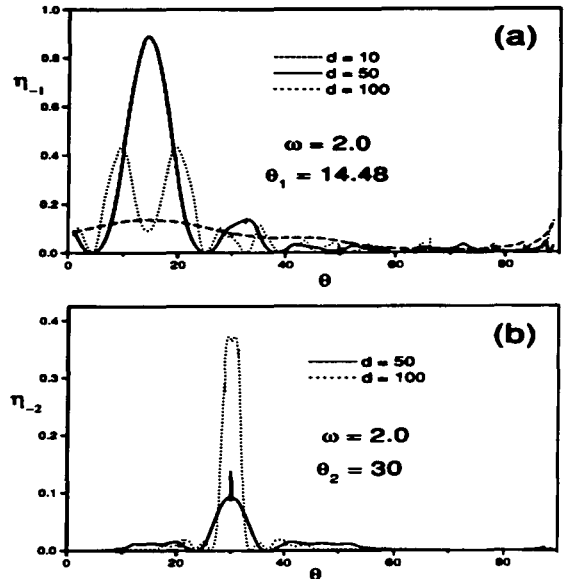 1.0
(a)
d = 10
d = 50
d = 100
0.8
η₋₁
0.6
ω = 2.0
θ₁ = 14.48
0.4
0.2
0.0
0 20 40 60 80
θ
0.4
(b)
d = 50
d = 100
0.3
η₋₂
ω = 2.0
0.2
θ₂ = 30
0.1
0.0
0 20 40 60 80
θ